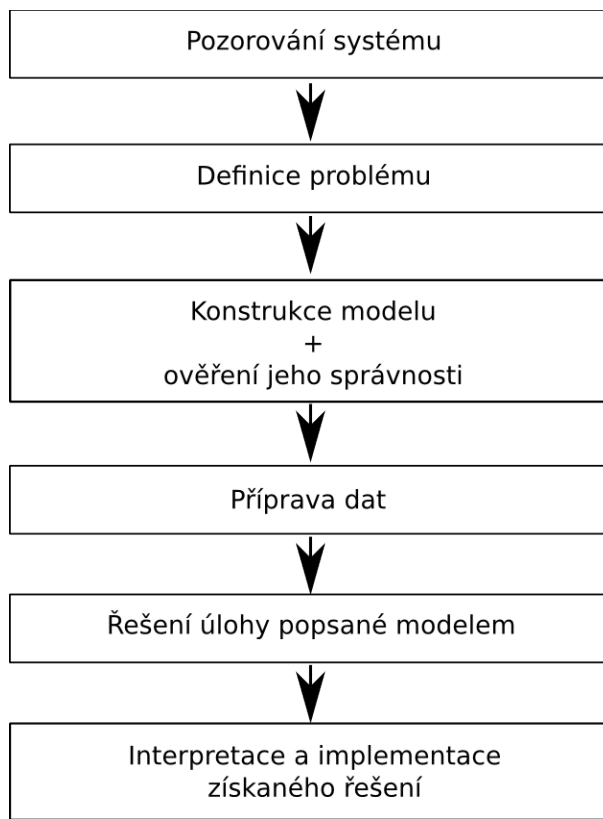 Pozorování systému
Definice problému
Konstrukce modelu
+
ověření jeho správnosti
Příprava dat
Řešení úlohy popsané modelem
Interpretace a implementace
získaného řešení